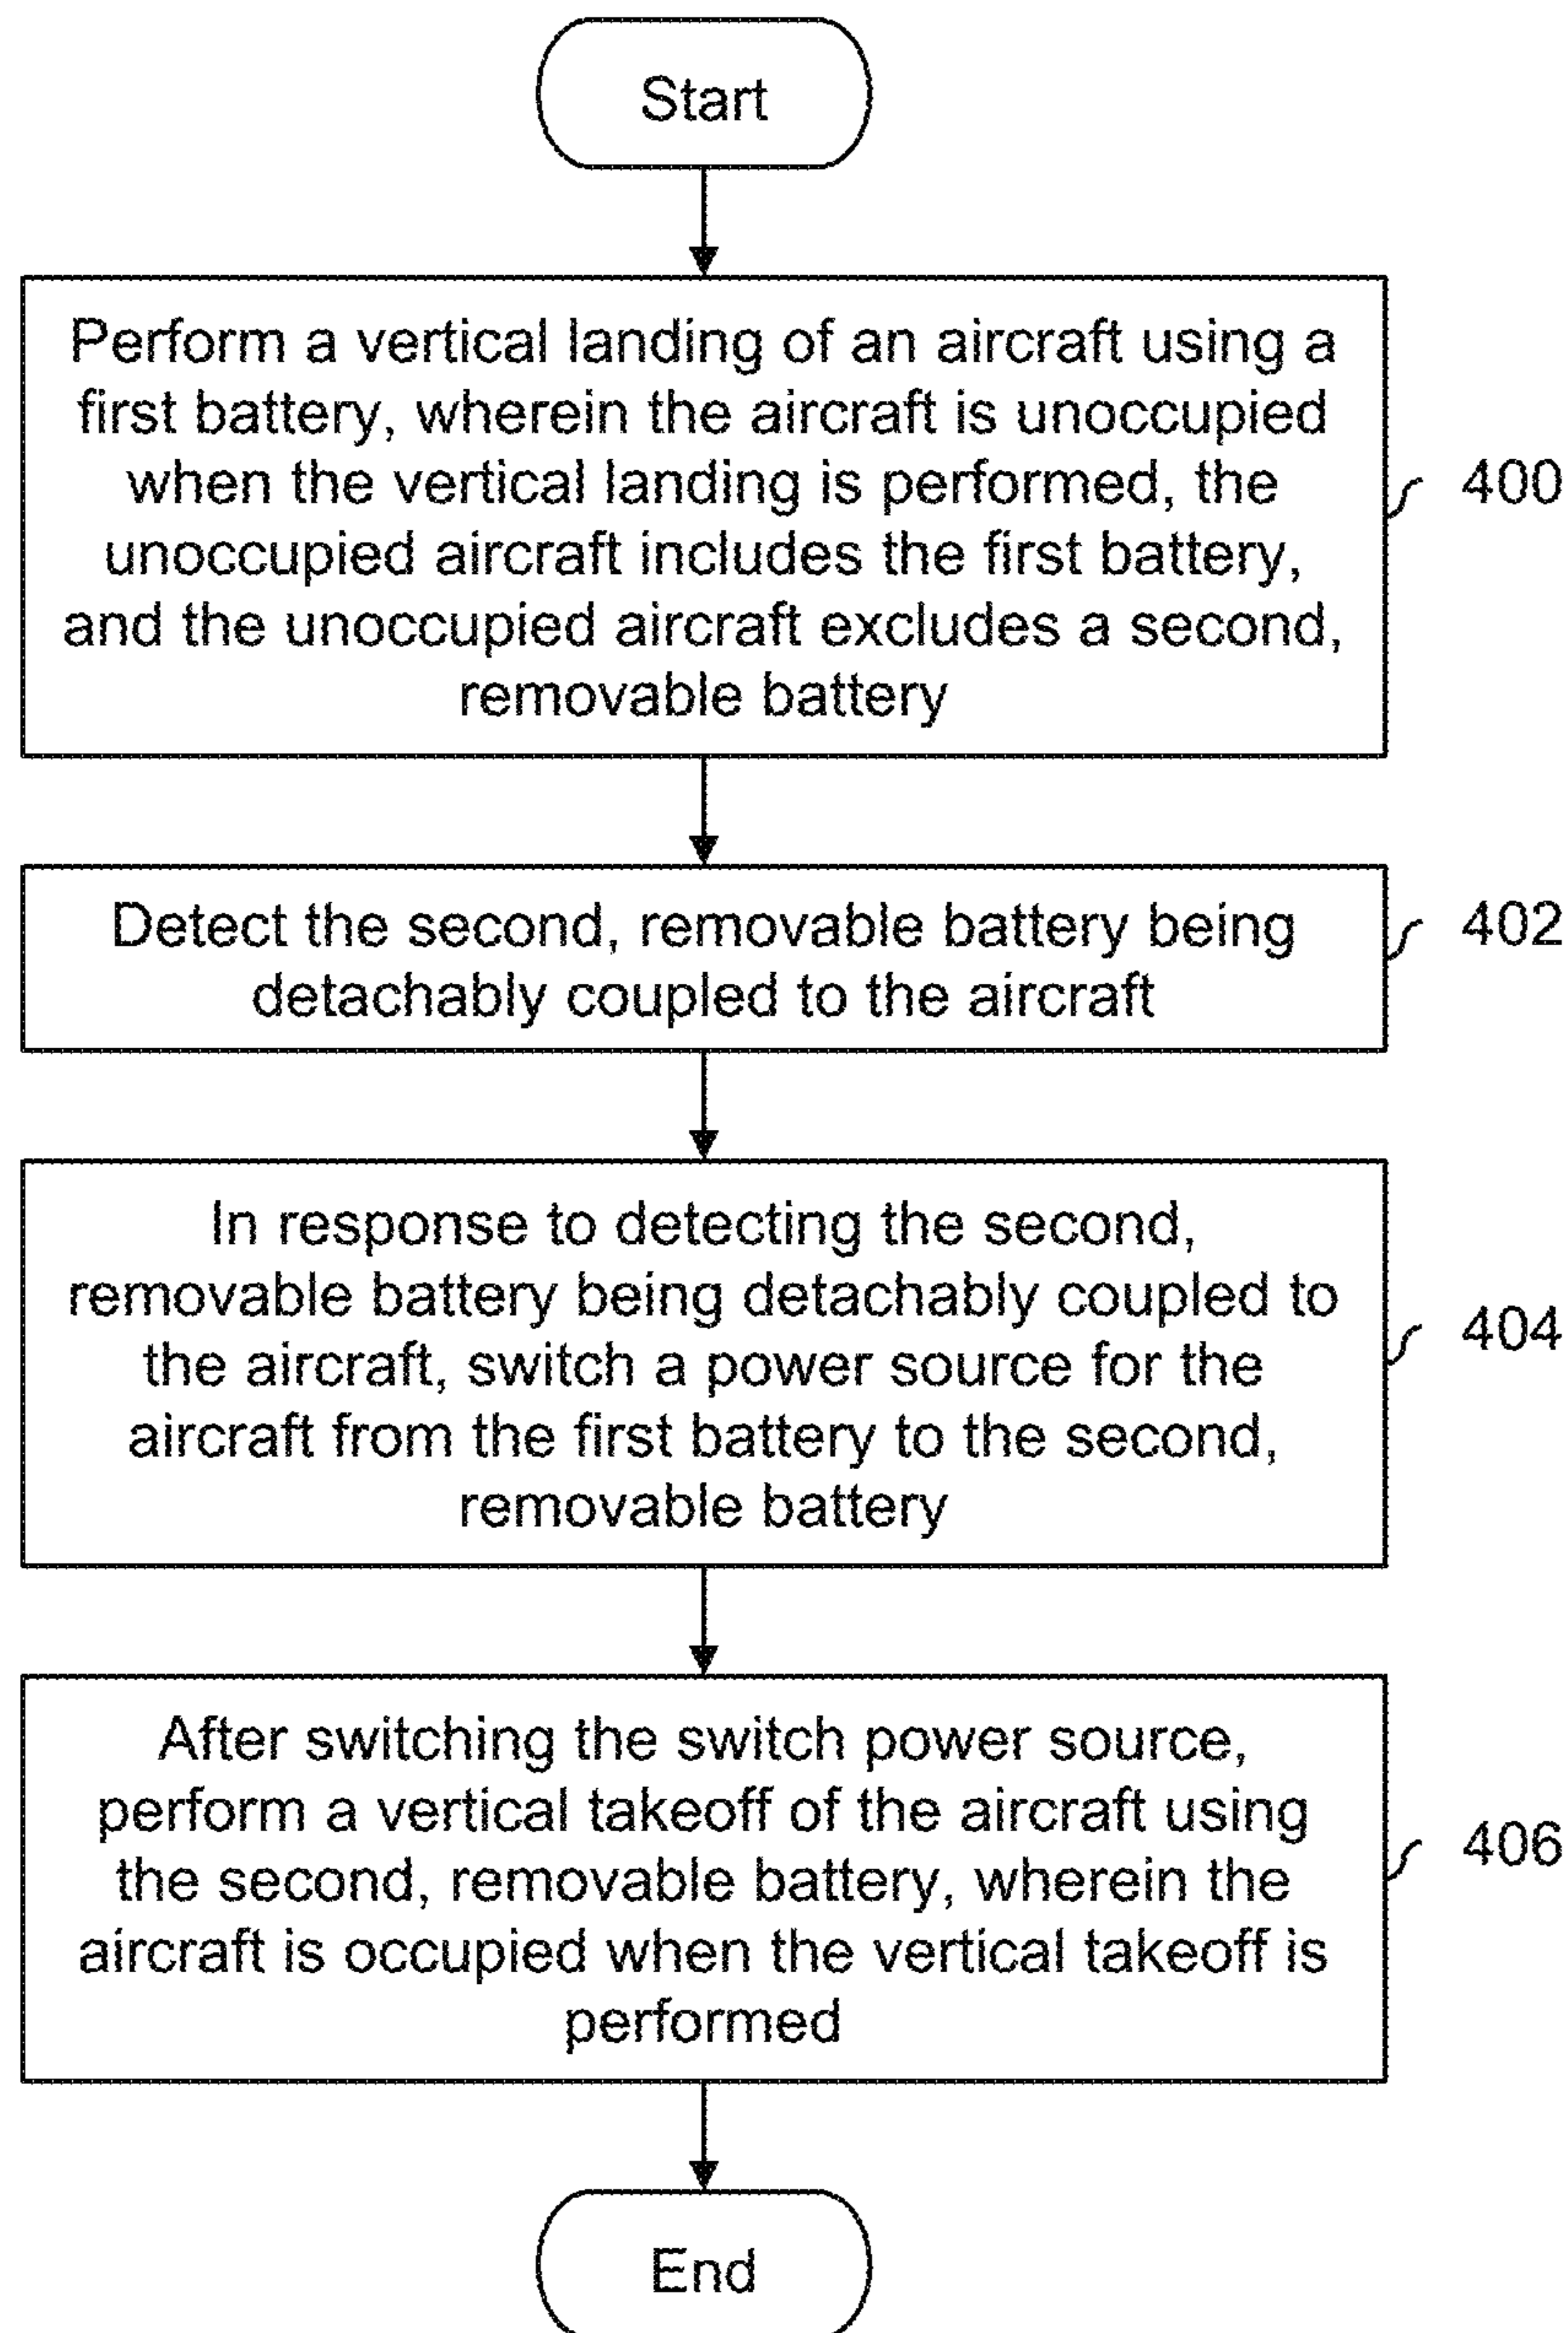 Start
Perform a vertical landing of an aircraft using a
first battery, wherein the aircraft is unoccupied
when the vertical landing is performed, the
unoccupied aircraft includes the first battery,
and the unoccupied aircraft excludes a second,
removable battery
400
Detect the second, removable battery being
detachably coupled to the aircraft
402
In response to detecting the second,
removable battery being detachably coupled to
the aircraft, switch a power source for the
aircraft from the first battery to the second,
removable battery
404
After switching the switch power source,
perform a vertical takeoff of the aircraft using
the second, removable battery, wherein the
aircraft is occupied when the vertical takeoff is
performed
406
End